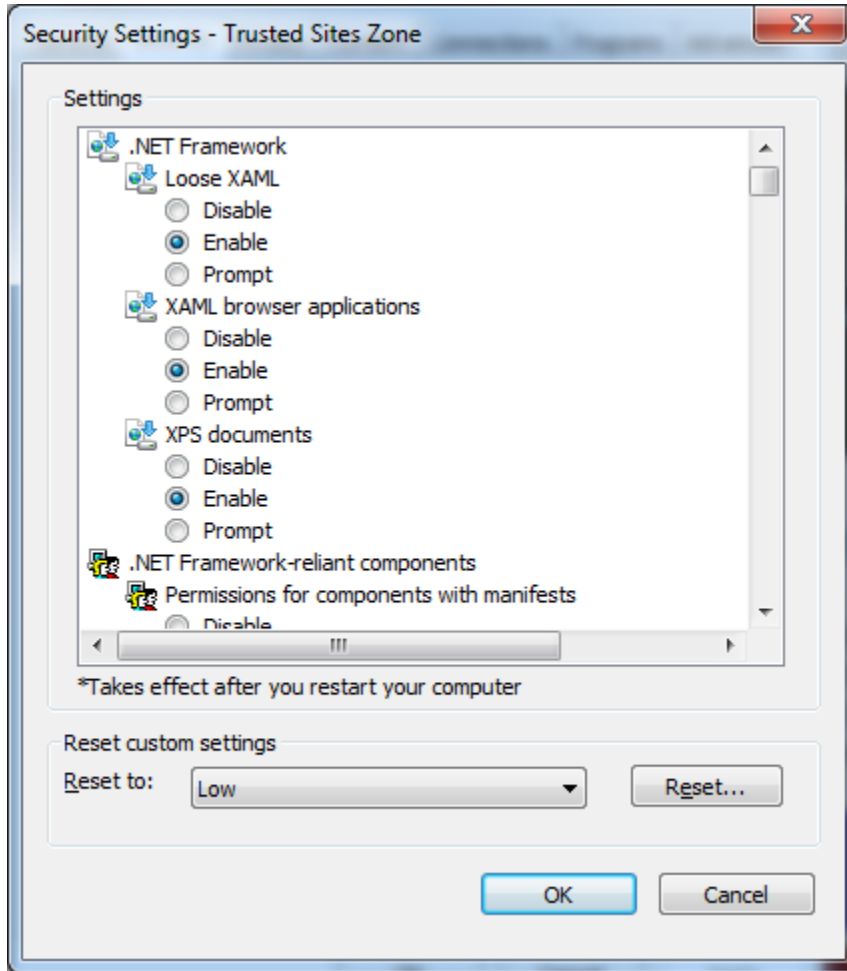 Security Settings - Trusted Sites Zone
Settings
.NET Framework
Loose XAML
Disable
Enable
Prompt
XAML browser applications
Disable
Enable
Prompt
XPS documents
Disable
Enable
Prompt
.NET Framework-reliant components
Permissions for components with manifests
Disable
*Takes effect after you restart your computer
Reset custom settings
Reset to:
Low
Reset...
OK
Cancel